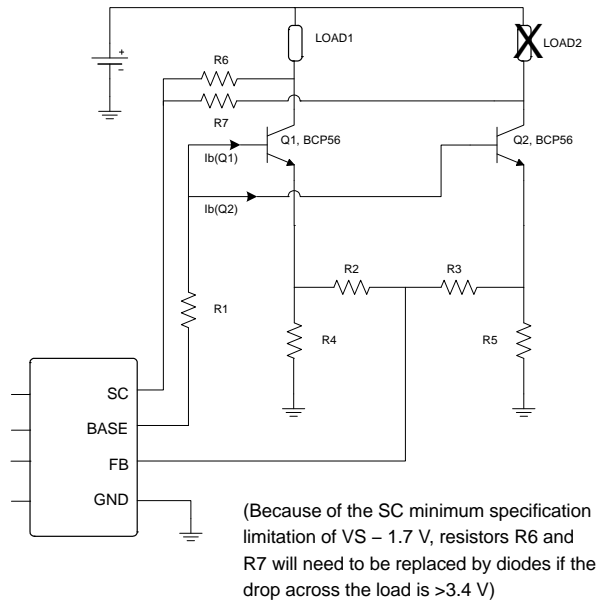 +
−
LOAD1
X
LOAD2
R6
R7
Q1, BCP56
Q2, BCP56
Ib(Q1)
Ib(Q2)
R2
R3
R1
R4
R5
SC
BASE
FB
GND
(Because of the SC minimum specification
limitation of VS – 1.7 V, resistors R6 and
R7 will need to be replaced by diodes if the
drop across the load is >3.4 V)